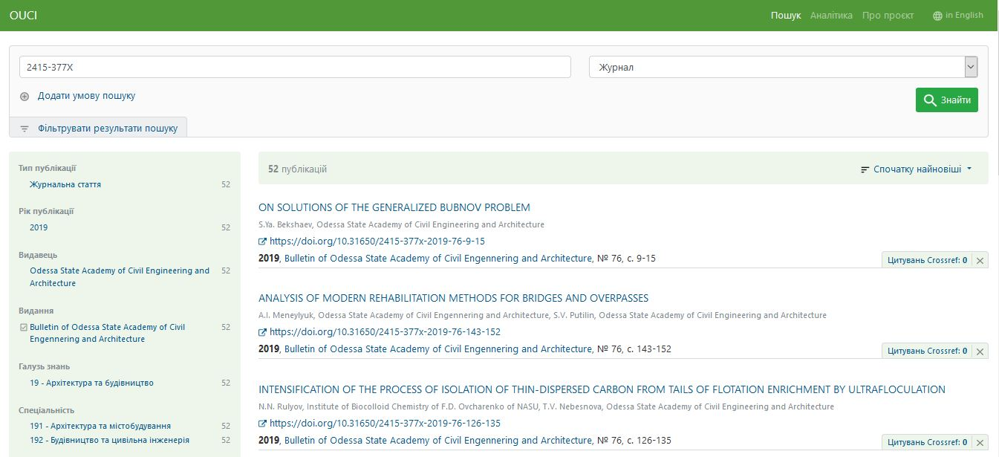 OUCI
Пошук Аналітика Про проєкт in English
2415-377X
Журнал
Додати умову пошуку
Знайти
Фільтрувати результати пошуку
Тип публікації
Журнальна стаття 52
Рік публікації
2019 52
Видавець
Odessa State Academy of Civil Engineering and 52
Architecture
Видання
Bulletin of Odessa State Academy of Civil 52
Engennering and Architecture
Галузь знань
19 - Архітектура та будівництво 52
Спеціальність
191 - Архітектура та містобудування 52
192 - Будівництво та цивільна інженерія 52
52 публікацій
Спочатку найновіші
ON SOLUTIONS OF THE GENERALIZED BUBNOV PROBLEM
S.Ya. Bekshaev, Odessa State Academy of Civil Engineering and Architecture
https://doi.org/10.31650/2415-377x-2019-76-9-15
2019, Bulletin of Odessa State Academy of Civil Engennering and Architecture, № 76, с. 9-15
Цитувань Crossref: 0
ANALYSIS OF MODERN REHABILITATION METHODS FOR BRIDGES AND OVERPASSES
A.I. Meneylyuk, Odessa State Academy of Civil Engennering and Architecture, S.V. Putilin, Odessa State Academy of Civil Engineering and Architecture
https://doi.org/10.31650/2415-377x-2019-76-143-152
2019, Bulletin of Odessa State Academy of Civil Engennering and Architecture, № 76, с. 143-152
Цитувань Crossref: 0
INTENSIFICATION OF THE PROCESS OF ISOLATION OF THIN-DISPERSED CARBON FROM TAILS OF FLOTATION ENRICHMENT BY ULTRAFLOCULATION
N.N. Rulyov, Institute of Biocolloid Chemistry of F.D. Ovcharenko of NASU, T.V. Nebesnova, Odessa State Academy of Civil Engineering and Architecture
https://doi.org/10.31650/2415-377x-2019-76-126-135
2019, Bulletin of Odessa State Academy of Civil Engennering and Architecture, № 76, с. 126-135
Цитувань Crossref: 0